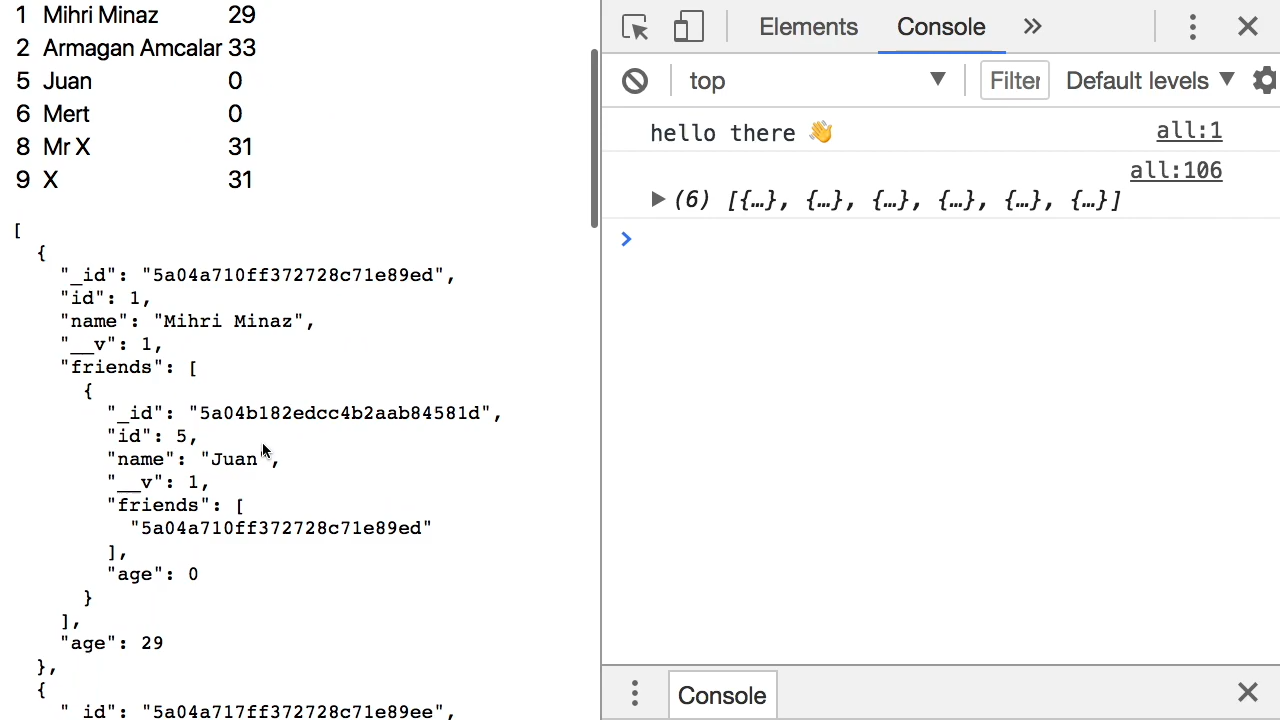 1 Mihri Minaz 29
2 Armagan Amcalar 33
5 Juan 0
6 Mert 0
8 Mr X 31
9 X 31
[
{
"_id": "5a04a710ff372728c71e89ed",
"id": 1,
"name": "Mihri Minaz",
"__v": 1,
"friends": [
{
"_id": "5a04b182edcc4b2aab84581d",
"id": 5,
"name": "Juan",
"__v": 1,
"friends": [
"5a04a710ff372728c71e89ed"
],
"age": 0
}
],
"age": 29
},
{
"_id": "5a04a717ff372728c71e89ee",
Elements Console »
top ▼ Filter Default levels ▼
hello there 👋 all:1
all:106
▶ (6) [{…}, {…}, {…}, {…}, {…}, {…}]
Console